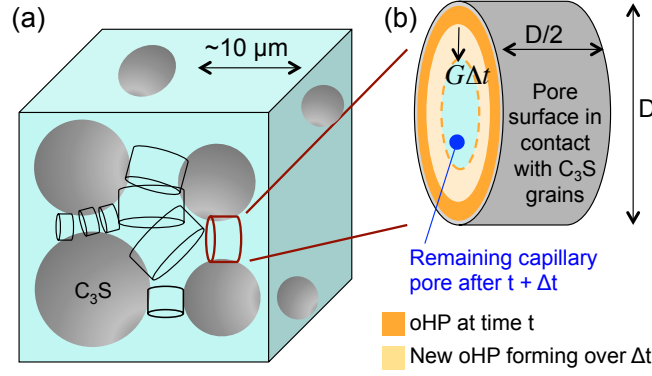 (a)
~10 μm
C₃S
(b)
D/2
D
GΔt
Pore
surface in
contact
with C₃S
grains
Remaining capillary
pore after t + Δt
oHP at time t
New oHP forming over Δt